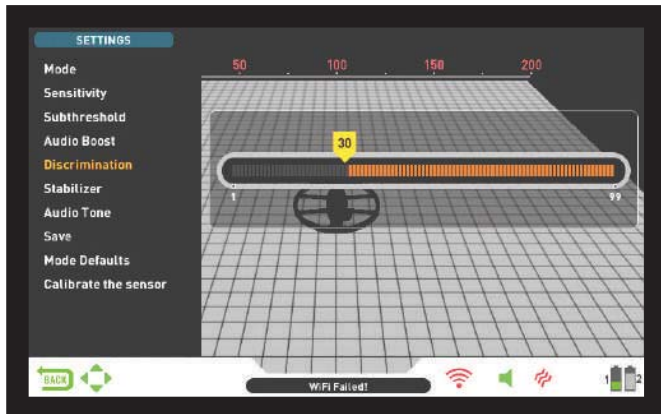 SETTINGS
Mode
Sensitivity
Subthreshold
Audio Boost
Discrimination
Stabilizer
Audio Tone
Save
Mode Defaults
Calibrate the sensor
50 100 150 200
30
1 99
BACK
WiFi Failed!
1 2